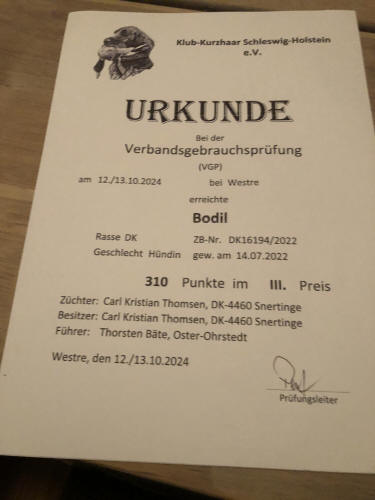 Klub-Kurzhaar Schleswig-Holstein
e.V.
URKUNDE
Bei der
Verbandsgebrauchsprüfung
(VGP)
am 12./13.10.2024 bei Westre
erreichte
Bodil
Rasse DK ZB-Nr. DK16194/2022
Geschlecht Hündin gew. am 14.07.2022
310 Punkte im III. Preis
Züchter: Carl Kristian Thomsen, DK-4460 Snertinge
Besitzer: Carl Kristian Thomsen, DK-4460 Snertinge
Führer: Thorsten Bäte, Oster-Ohrstedt
Westre, den 12./13.10.2024
Prüfungsleiter